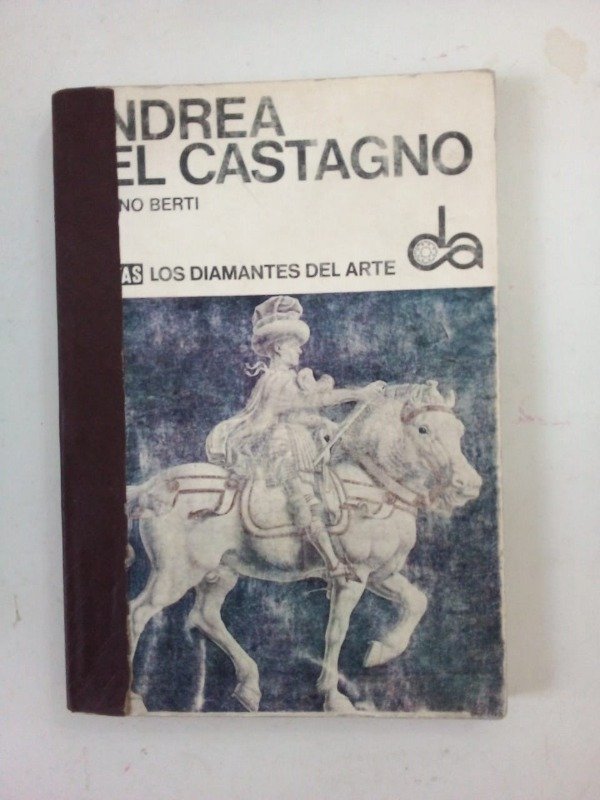 NDREA
EL CASTAGNO
NO BERTI
AS LOS DIAMANTES DEL ARTE
da